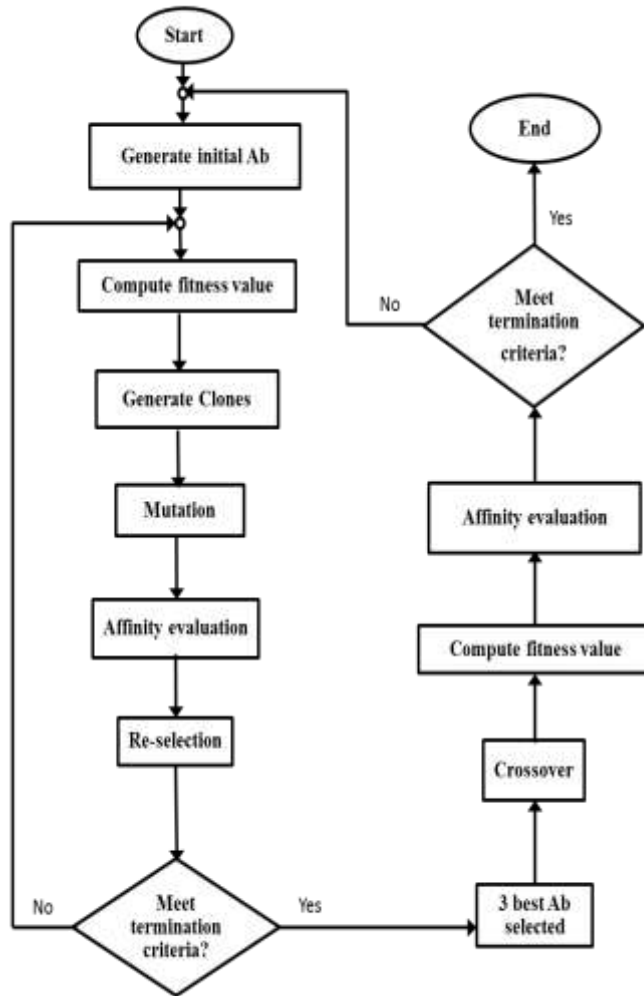 Start
Generate initial Ab
Compute fitness value
Generate Clones
Mutation
Affinity evaluation
Re-selection
Meet
termination
criteria?
No
Yes
3 best Ab
selected
Crossover
Compute fitness value
Affinity evaluation
Meet
termination
criteria?
No
Yes
End